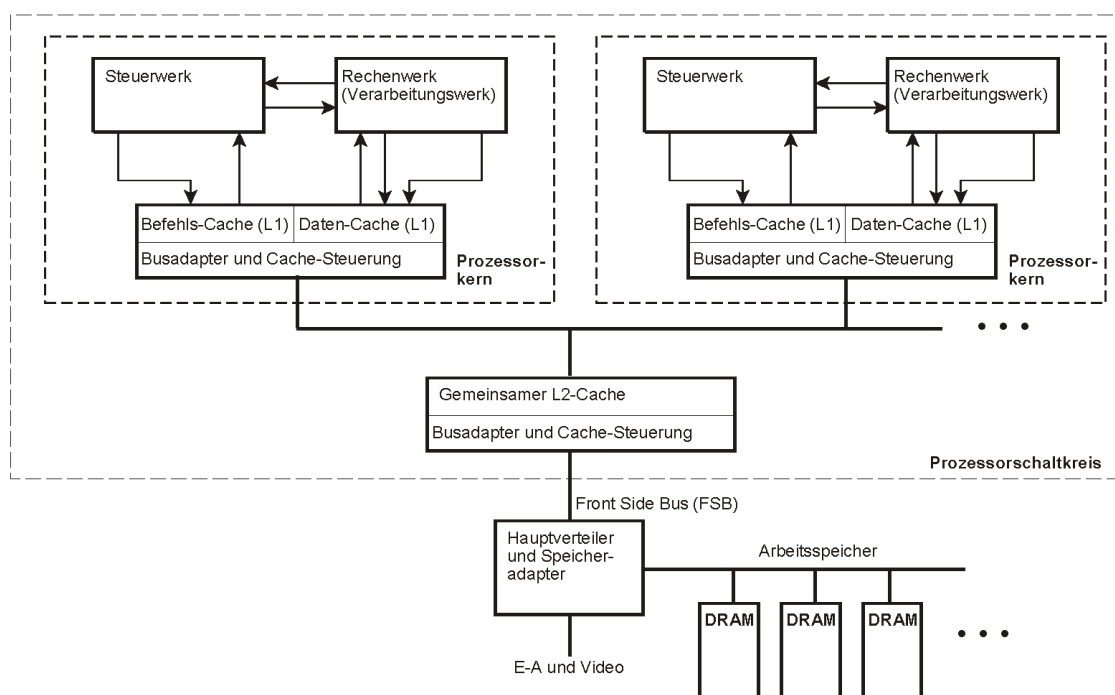 Steuerwerk
Rechenwerk
(Verarbeitungswerk)
Befehls-Cache (L1)
Daten-Cache (L1)
Busadapter und Cache-Steuerung
Prozessor-
kern
Steuerwerk
Rechenwerk
(Verarbeitungswerk)
Befehls-Cache (L1)
Daten-Cache (L1)
Busadapter und Cache-Steuerung
Prozessor-
kern
Gemeinsamer L2-Cache
Busadapter und Cache-Steuerung
Prozessorschaltkreis
Front Side Bus (FSB)
Hauptverteiler
und Speicher-
adapter
Arbeitsspeicher
DRAM
DRAM
DRAM
E-A und Video